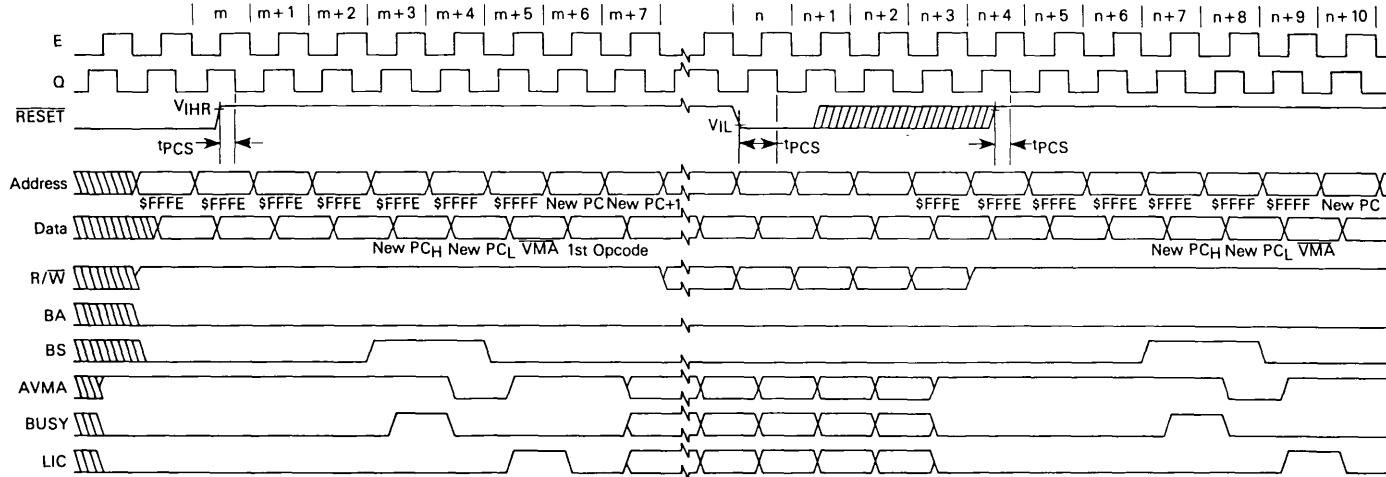 m m+1 m+2 m+3 m+4 m+5 m+6 m+7 n n+1 n+2 n+3 n+4 n+5 n+6 n+7 n+8 n+9 n+10
E
Q
RESET VIHR VIL
tPCS tPCS tPCS
Address
$FFFE $FFFE $FFFE $FFFE $FFFE $FFFF $FFFF New PC New PC+1 $FFFE $FFFE $FFFE $FFFE $FFFE $FFFF $FFFF New PC
Data
New PCH New PCL VMA 1st Opcode New PCH New PCL VMA
R/W
BA
BS
AVMA
BUSY
LIC